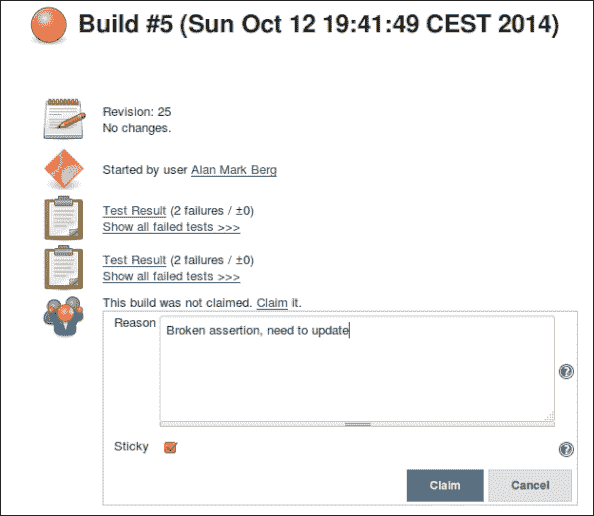 Build #5 (Sun Oct 12 19:41:49 CEST 2014)
Revision: 25
No changes.
Started by user Alan Mark Berg
Test Result (2 failures / ±0)
Show all failed tests >>>
Test Result (2 failures / ±0)
Show all failed tests >>>
This build was not claimed. Claim it.
Reason
Broken assertion, need to update
?
Sticky
?
Claim
Cancel